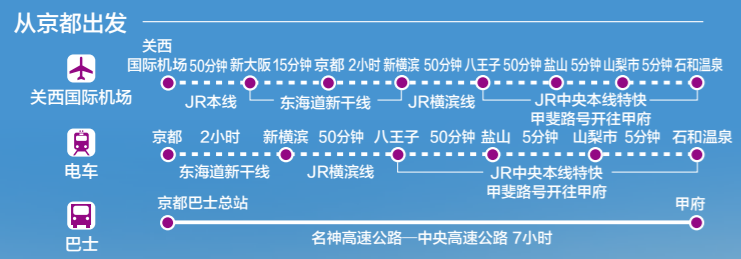 从京都出发
关西
国际机场 50分钟 新大阪 15分钟 京都 2小时 新横滨 50分钟 八王子 50分钟 盐山 5分钟 山梨市 5分钟 石和温泉
关西国际机场
JR本线 东海道新干线 JR横滨线 JR中央本线特快
甲斐路号开往甲府
京都 2小时 新横滨 50分钟 八王子 50分钟 盐山 5分钟 山梨市 5分钟 石和温泉
电车
东海道新干线 JR横滨线 JR中央本线特快
甲斐路号开往甲府
京都巴士总站 甲府
巴士
名神高速公路—中央高速公路 7小时